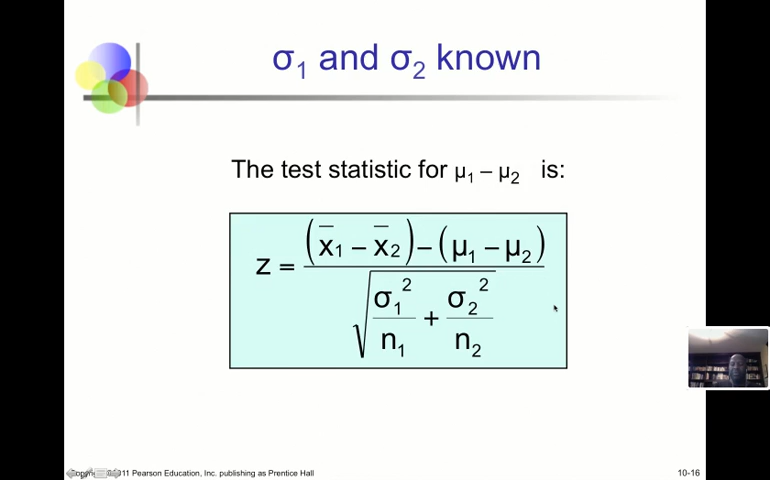 σ₁ and σ₂ known
The test statistic for μ₁ – μ₂ is:
z = ((x̄₁ – x̄₂) – (μ₁ – μ₂)) / √(σ₁²/n₁ + σ₂²/n₂)
2011 Pearson Education, Inc. publishing as Prentice Hall
10-16